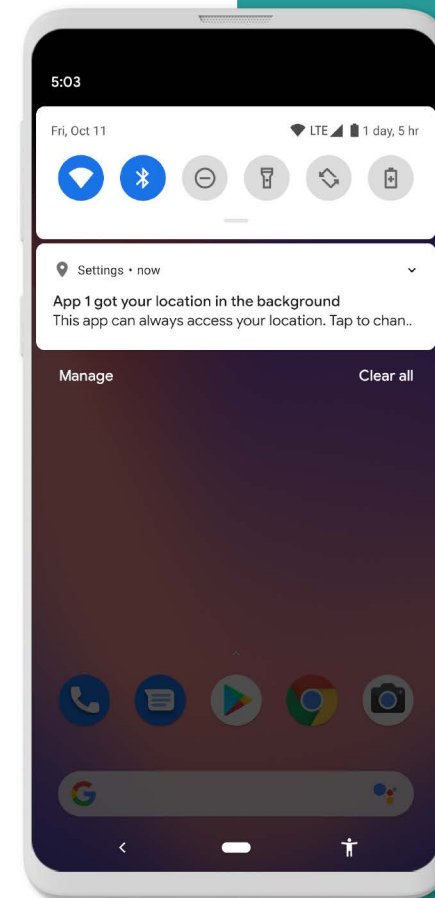 5:03
Fri, Oct 11 LTE 1 day, 5 hr
Settings • now
App 1 got your location in the background
This app can always access your location. Tap to chan..
Manage Clear all
G